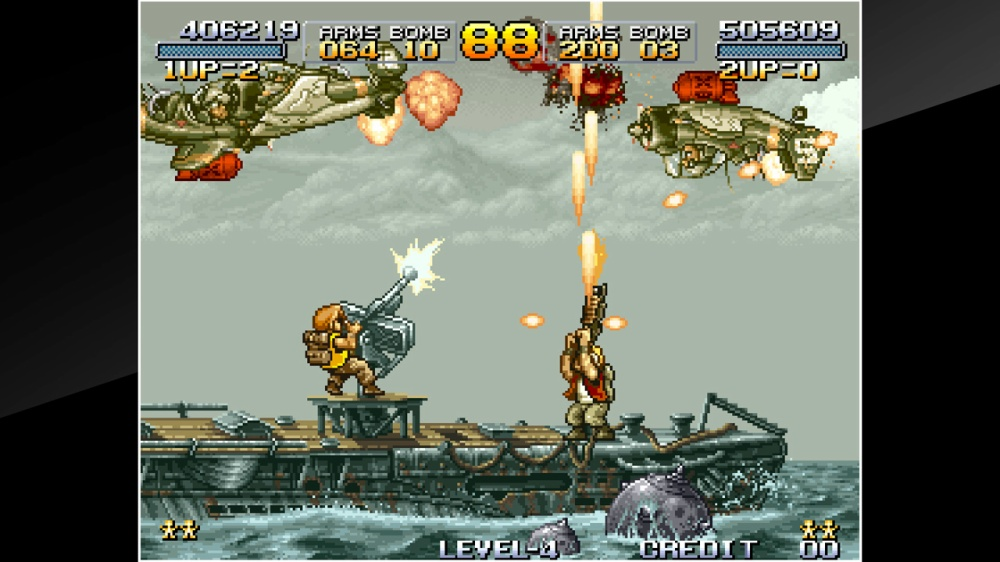 406219 ARMS BOMB 88 ARMS BOMB 505609
064 10 200 03
1UP=2 2UP=0
LEVEL-4 CREDIT 00